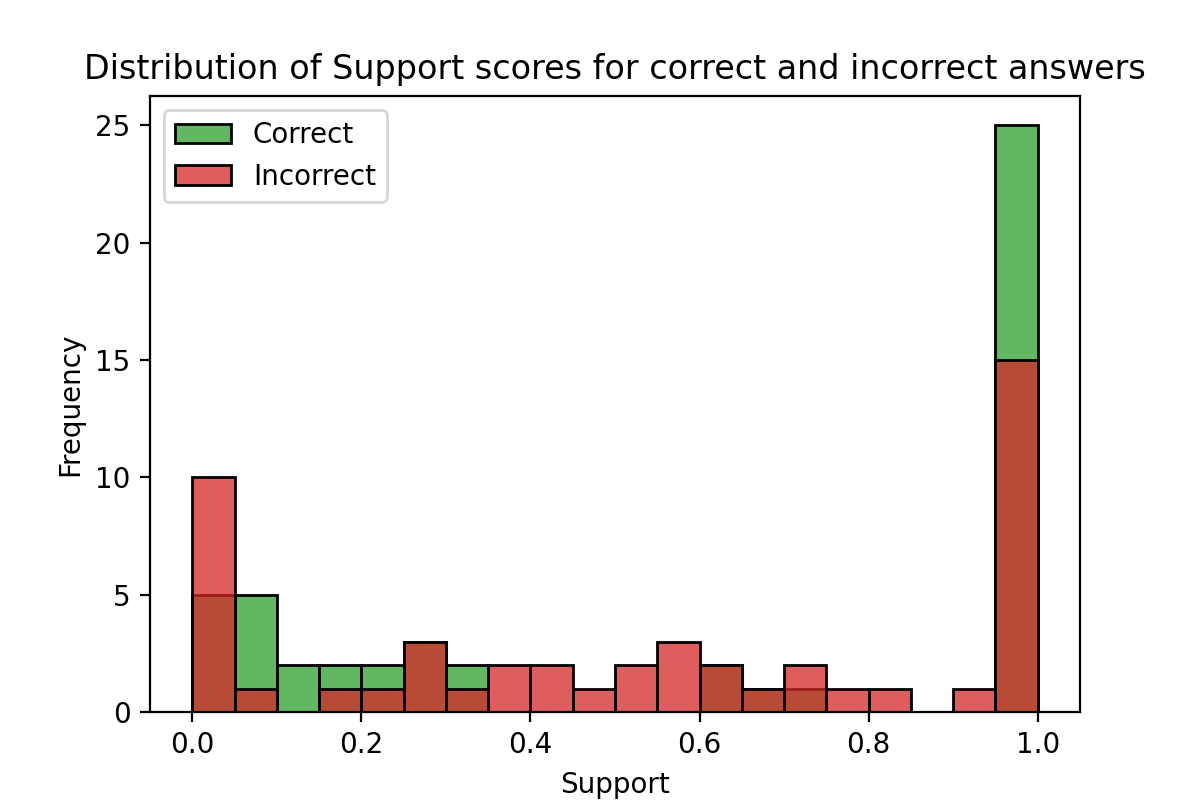 Distribution of Support scores for correct and incorrect answers
Correct
Incorrect
25
20
15
10
5
0
Frequency
0.0 0.2 0.4 0.6 0.8 1.0
Support